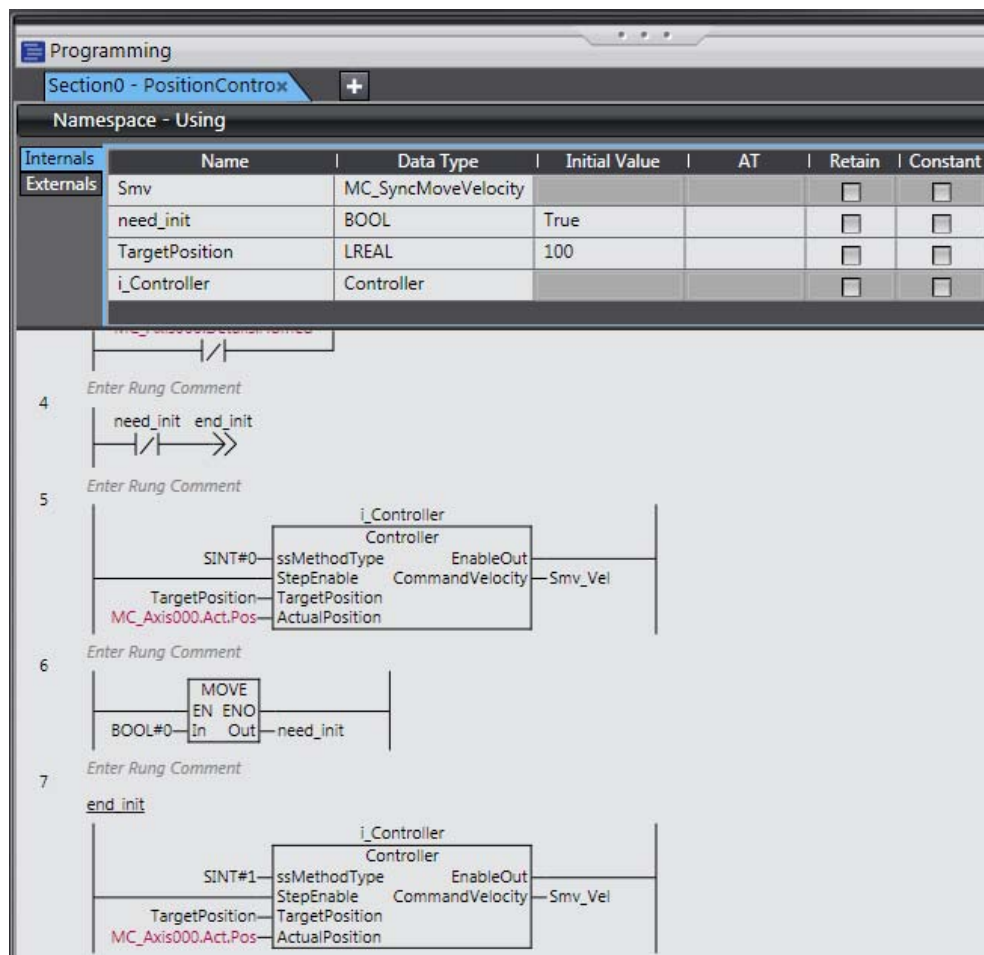 Programming
Section0 - PositionContro x +
Namespace - Using
Internals Name Data Type Initial Value AT Retain Constant
Externals Smv MC_SyncMoveVelocity
need_init BOOL True
TargetPosition LREAL 100
i_Controller Controller
Enter Rung Comment
4
need_init end_init
Enter Rung Comment
5
i_Controller
Controller
SINT#0 ssMethodType EnableOut
StepEnable CommandVelocity Smv_Vel
TargetPosition TargetPosition
MC_Axis000.Act.Pos ActualPosition
Enter Rung Comment
6
MOVE
EN ENO
BOOL#0 In Out need_init
Enter Rung Comment
7
end_init
i_Controller
Controller
SINT#1 ssMethodType EnableOut
StepEnable CommandVelocity Smv_Vel
TargetPosition TargetPosition
MC_Axis000.Act.Pos ActualPosition